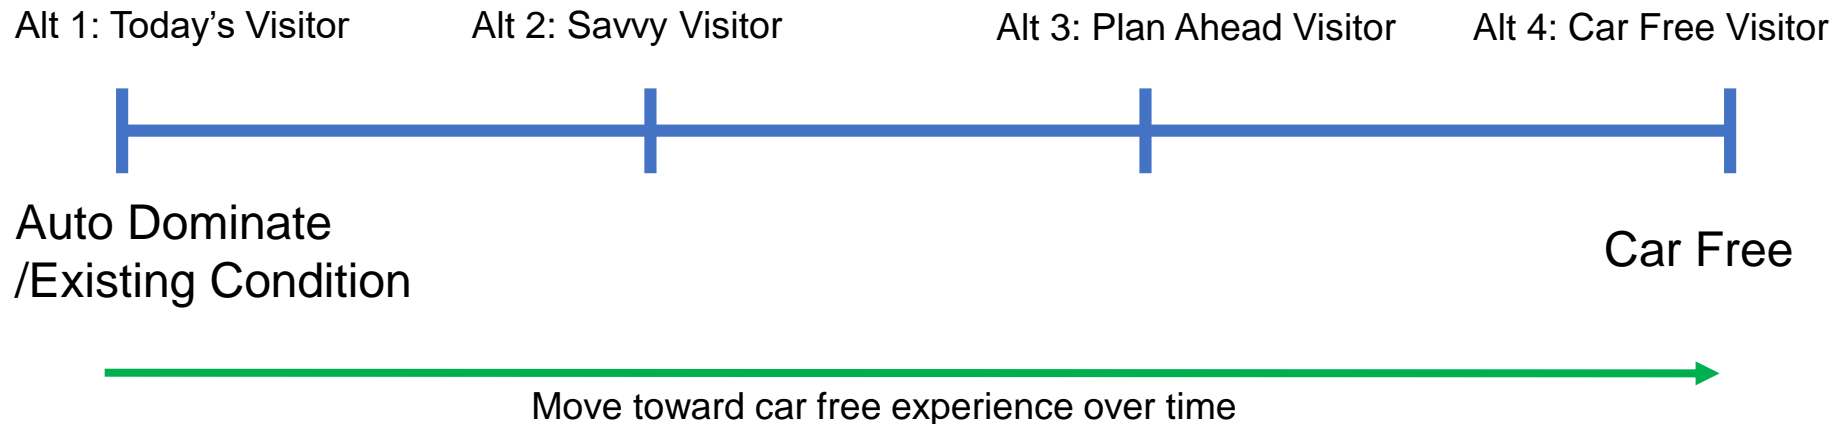 Alt 1: Today’s Visitor
Alt 2: Savvy Visitor
Alt 3: Plan Ahead Visitor
Alt 4: Car Free Visitor
Auto Dominate
/Existing Condition
Car Free
Move toward car free experience over time